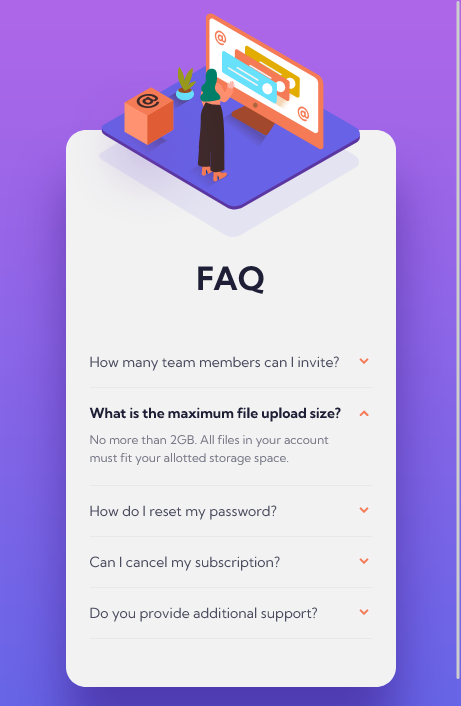 @
@
@
FAQ
How many team members can I invite?
What is the maximum file upload size?
No more than 2GB. All files in your account
must fit your allotted storage space.
How do I reset my password?
Can I cancel my subscription?
Do you provide additional support?